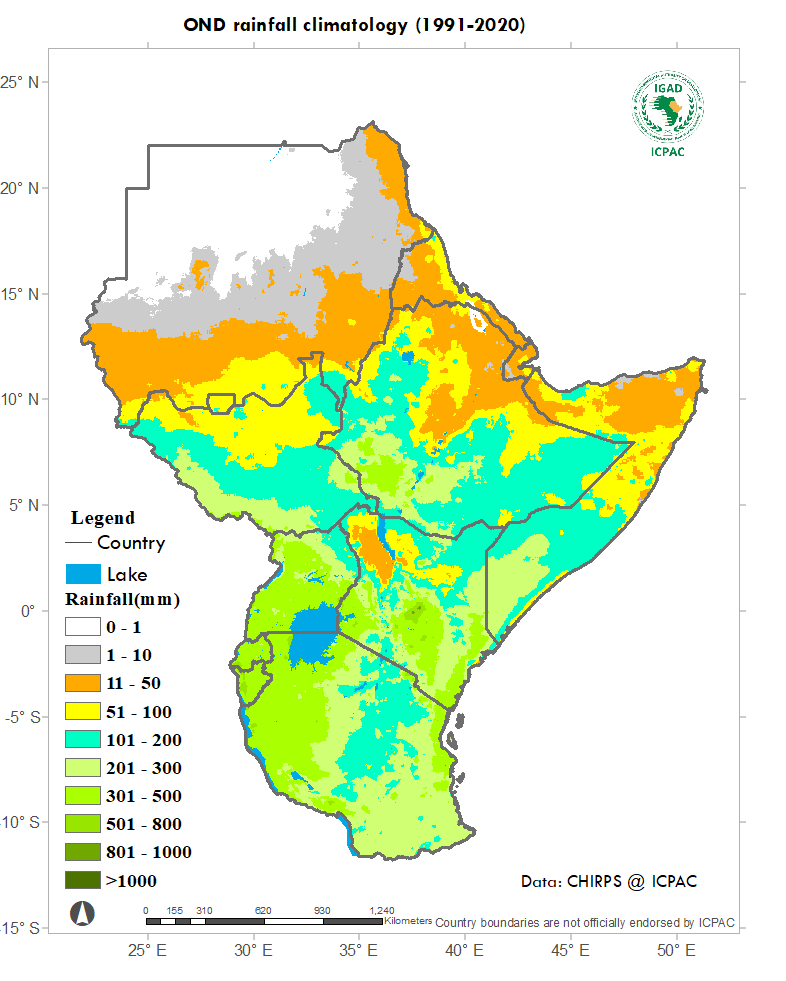 OND rainfall climatology (1991-2020)
25° N
20° N
15° N
10° N
5° N
0°
-5° S
-10° S
-15° S
IGAD
ICPAC
Legend
Country
Lake
Rainfall(mm)
0 - 1
1 - 10
11 - 50
51 - 100
101 - 200
201 - 300
301 - 500
501 - 800
801 - 1000
>1000
Data: CHIRPS @ ICPAC
0 155 310 620 930 1,240
Kilometers
Country boundaries are not officially endorsed by ICPAC
25° E 30° E 35° E 40° E 45° E 50° E